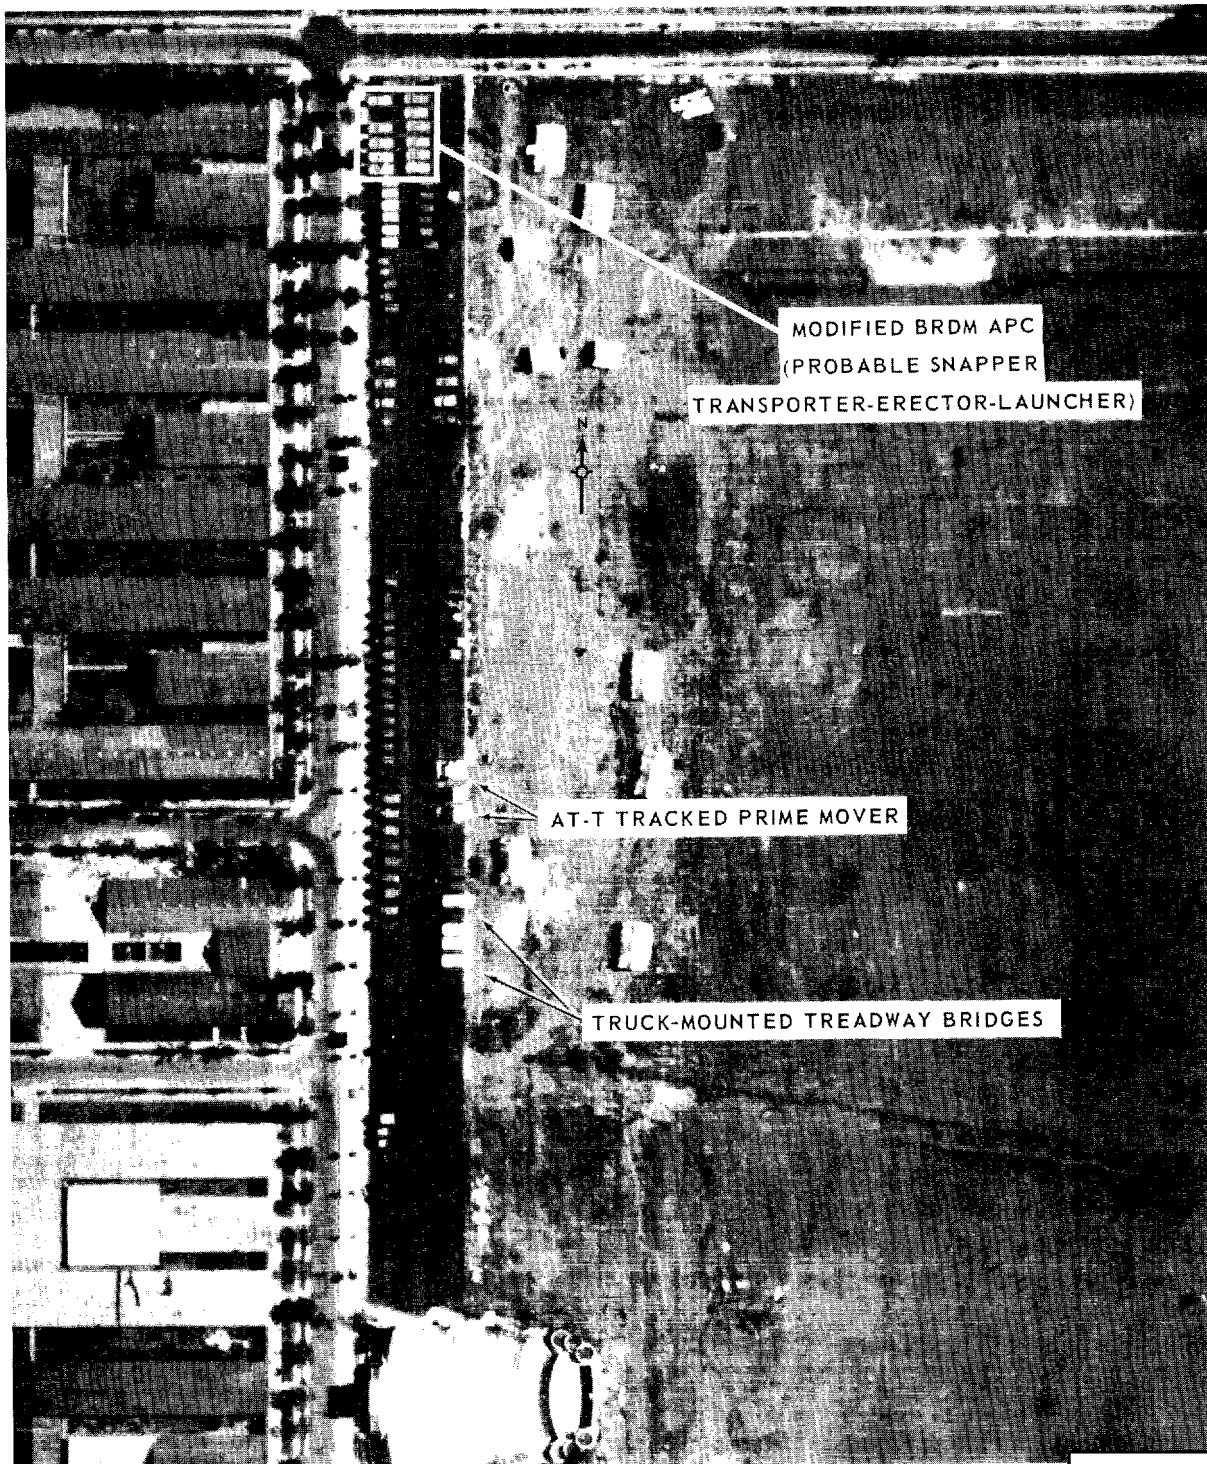 MODIFIED BRDM APC
(PROBABLE SNAPPER
TRANSPORTER-ERECTOR-LAUNCHER)
N
AT-T TRACKED PRIME MOVER
TRUCK-MOUNTED TREADWAY BRIDGES